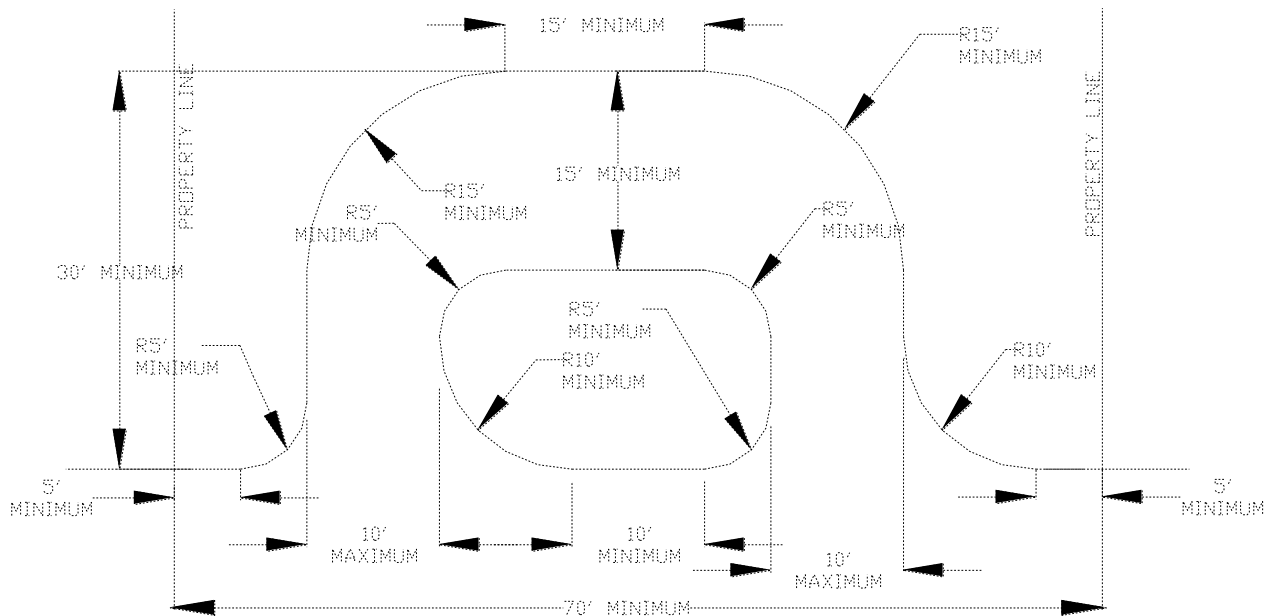 15' MINIMUM
R15'
MINIMUM
PROPERTY LINE
PROPERTY LINE
15' MINIMUM
R15'
MINIMUM
R5'
MINIMUM
R5'
MINIMUM
30' MINIMUM
R5'
MINIMUM
R5'
MINIMUM
R10'
MINIMUM
R10'
MINIMUM
5'
MINIMUM
5'
MINIMUM
10'
MAXIMUM
10'
MINIMUM
10'
MAXIMUM
70' MINIMUM